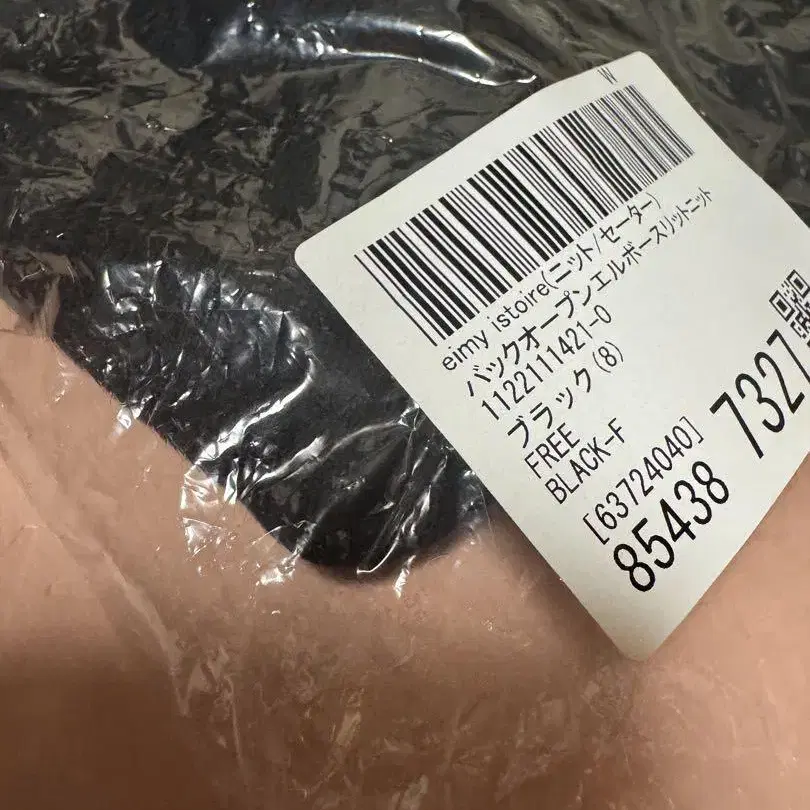 W
eimy istoire(ニット/セーター)
バックオープンエルボースリットニット
1122111421-0
ブラック(8)
FREE
BLACK-F
[63724040]
85438 7327